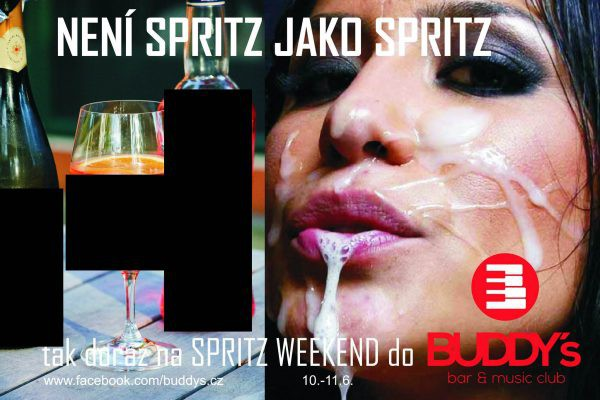 NENÍ SPRITZ JAKO SPRITZ
tak doraž na SPRITZ WEEKEND do BUDDY's
bar & music club
www.facebook.com/buddys.cz 10.-11.6.